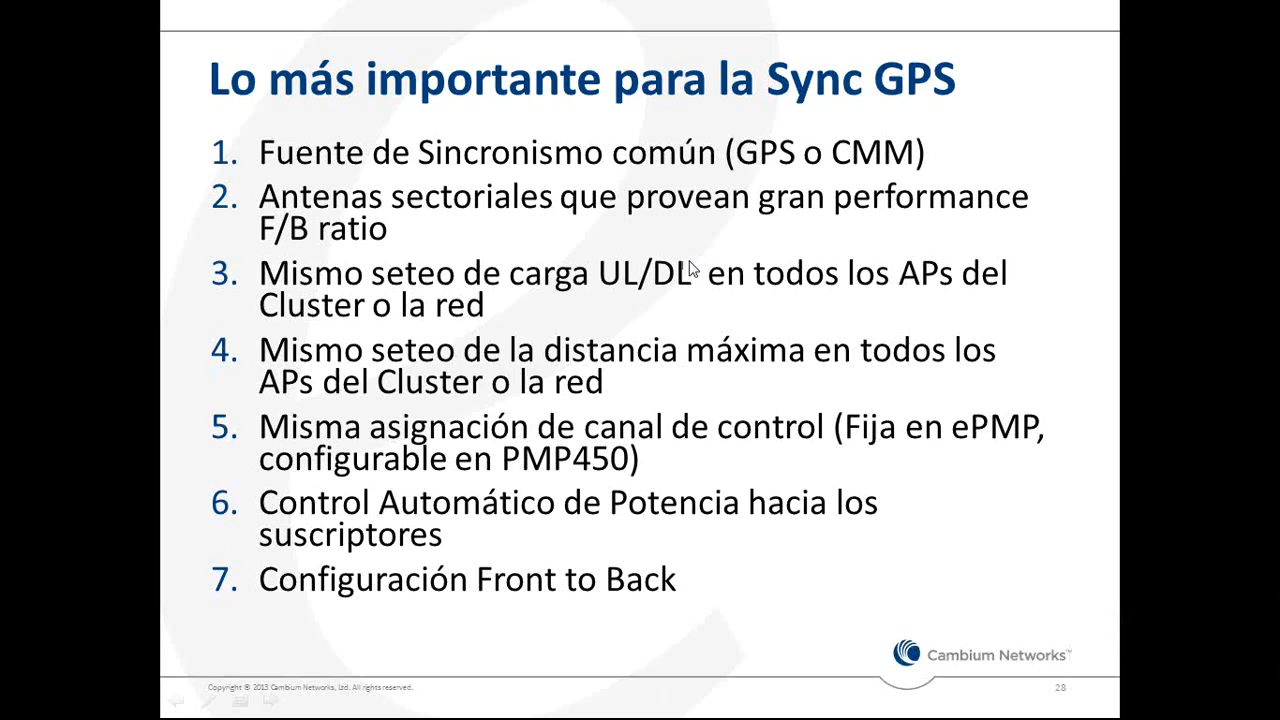 Lo más importante para la Sync GPS
1. Fuente de Sincronismo común (GPS o CMM)
2. Antenas sectoriales que provean gran performance
F/B ratio
3. Mismo seteo de carga UL/DL en todos los APs del
Cluster o la red
4. Mismo seteo de la distancia máxima en todos los
APs del Cluster o la red
5. Misma asignación de canal de control (Fija en ePMP,
configurable en PMP450)
6. Control Automático de Potencia hacia los
suscriptores
7. Configuración Front to Back
Cambium Networks™
Copyright ® 2013 Cambium Networks, Ltd. All rights reserved.
28